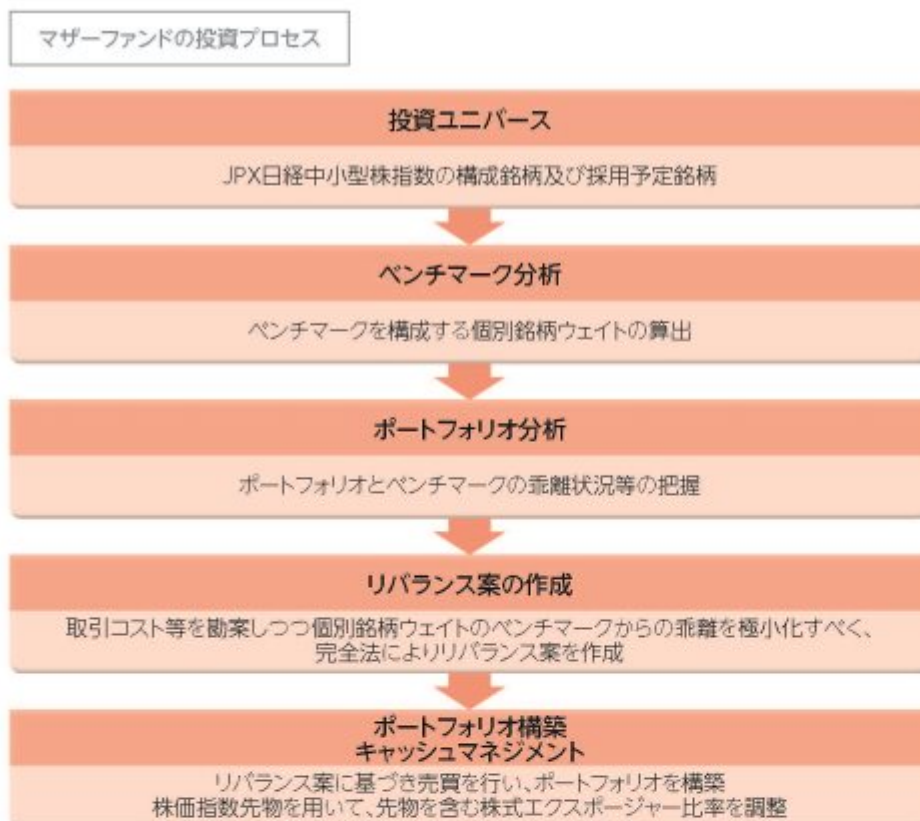 マザーファンドの投資プロセス
投資ユニバース
JPX日経中小型株指数の構成銘柄及び採用予定銘柄
ベンチマーク分析
ベンチマークを構成する個別銘柄ウェイトの算出
ポートフォリオ分析
ポートフォリオとベンチマークの乖離状況等の把握
リバランス案の作成
取引コスト等を勘案しつつ個別銘柄ウェイトのベンチマークからの乖離を極小化すべく、
完全法によりリバランス案を作成
ポートフォリオ構築
キャッシュマネジメント
リバランス案に基づき売買を行い、ポートフォリオを構築
株価指数先物を用いて、先物を含む株式エクスポージャー比率を調整